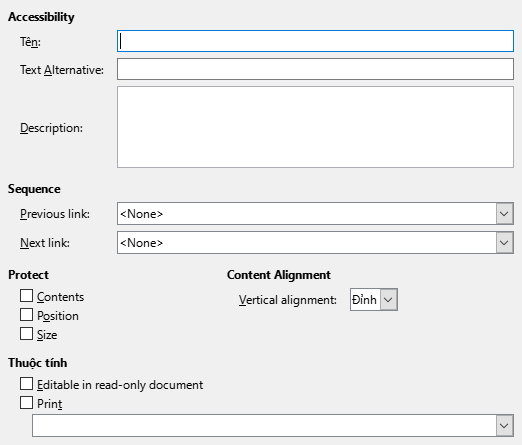 Accessibility
Tên:
Text Alternative:
Description:
Sequence
Previous link:
<None>
Next link:
<None>
Protect
Contents
Position
Size
Content Alignment
Vertical alignment:
Đỉnh
Thuộc tính
Editable in read-only document
Print